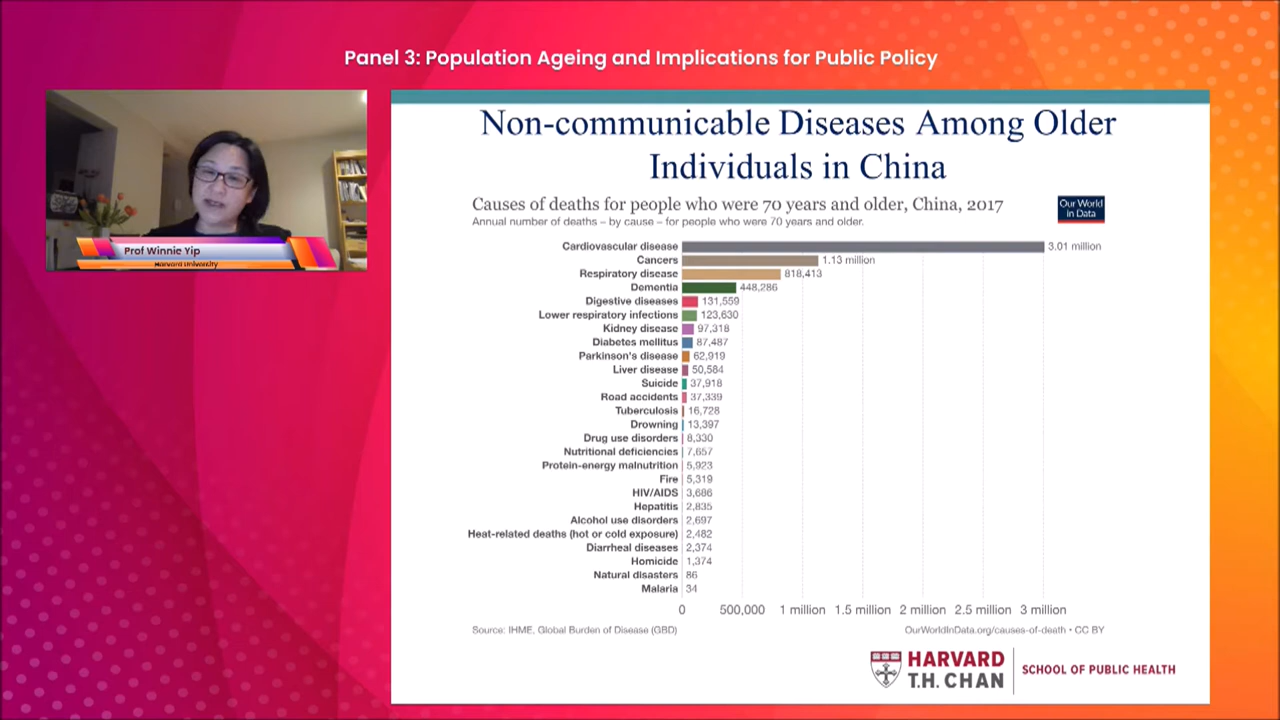 Panel 3: Population Ageing and Implications for Public Policy
Prof Winnie Yip
Harvard University
Non-communicable Diseases Among Older
Individuals in China
Causes of deaths for people who were 70 years and older, China, 2017
Annual number of deaths – by cause – for people who were 70 years and older.
Our World
in Data
Cardiovascular disease 3.01 million
Cancers 1.13 million
Respiratory disease 818,413
Dementia 448,286
Digestive diseases 131,559
Lower respiratory infections 123,630
Kidney disease 97,318
Diabetes mellitus 87,487
Parkinson's disease 62,919
Liver disease 50,584
Suicide 37,918
Road accidents 37,339
Tuberculosis 16,728
Drowning 13,397
Drug use disorders 8,330
Nutritional deficiencies 7,657
Protein-energy malnutrition 5,923
Fire 5,319
HIV/AIDS 3,686
Hepatitis 2,835
Alcohol use disorders 2,697
Heat-related deaths (hot or cold exposure) 2,482
Diarrheal diseases 2,374
Homicide 1,374
Natural disasters 86
Malaria 34
0 500,000 1 million 1.5 million 2 million 2.5 million 3 million
Source: IHME, Global Burden of Disease (GBD)
OurWorldInData.org/causes-of-death • CC BY
HARVARD
T.H. CHAN
SCHOOL OF PUBLIC HEALTH